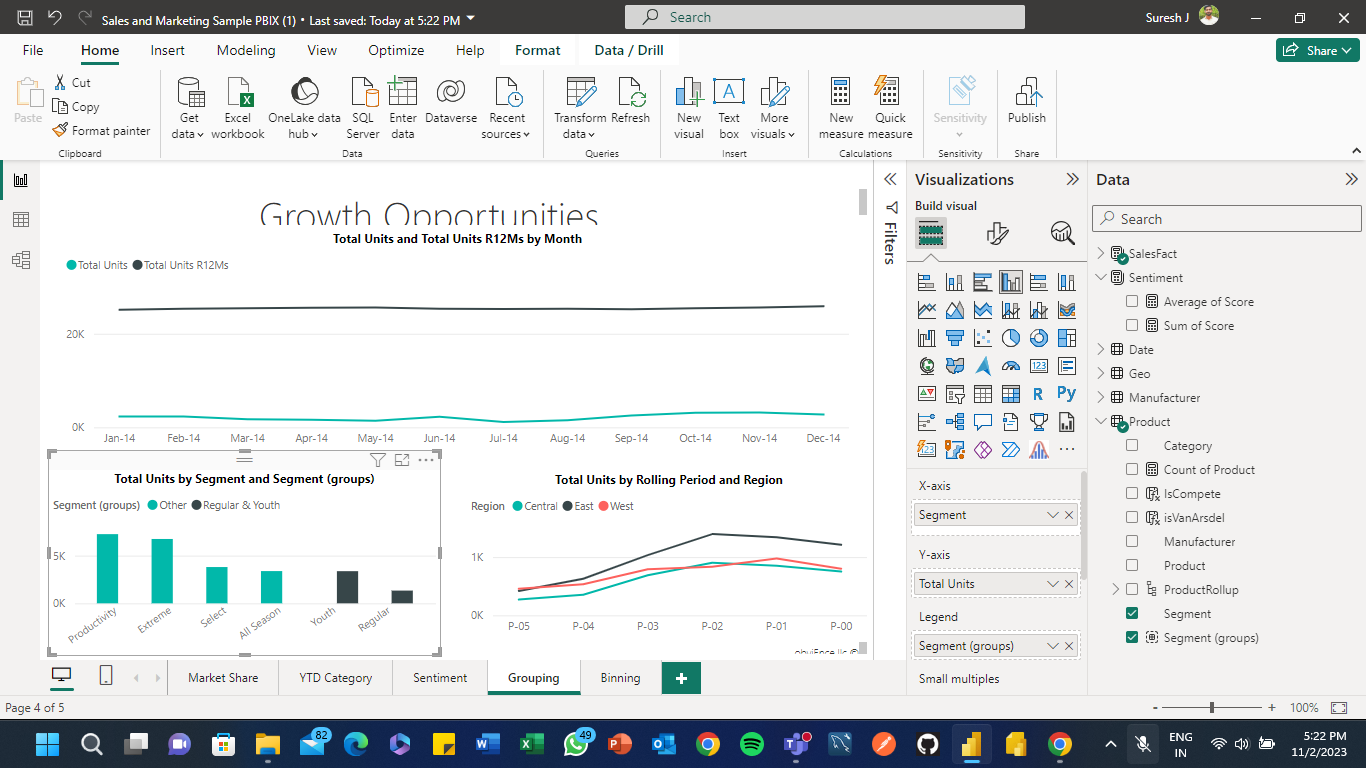 Sales and Marketing Sample PBIX (1) • Last saved: Today at 5:22 PM
Search
Suresh J
File Home Insert Modeling View Optimize Help Format Data / Drill
Share
Paste
Cut
Copy
Format painter
Get data
Excel workbook
OneLake data hub
SQL Server
Enter data
Dataverse
Recent sources
Transform data
Refresh
New visual
Text box
More visuals
New measure
Quick measure
Sensitivity
Publish
Clipboard Data Queries Insert Calculations Sensitivity Share
Growth Opportunities
Total Units and Total Units R12Ms by Month
Total Units Total Units R12Ms
20K
0K
Jan-14 Feb-14 Mar-14 Apr-14 May-14 Jun-14 Jul-14 Aug-14 Sep-14 Oct-14 Nov-14 Dec-14
Total Units by Segment and Segment (groups)
Segment (groups) Other Regular & Youth
5K
0K
Productivity Extreme Select All Season Youth Regular
Total Units by Rolling Period and Region
Region Central East West
1K
0K
P-05 P-04 P-03 P-02 P-01 P-00
obviEnce llc ©
Filters
Visualizations
Build visual
123
R
Py
123
X-axis
Segment
Y-axis
Total Units
Legend
Segment (groups)
Small multiples
Data
Search
SalesFact
Sentiment
Average of Score
Sum of Score
Date
Geo
Manufacturer
Product
Category
Count of Product
IsCompete
isVanArsdel
Manufacturer
Product
ProductRollup
Segment
Segment (groups)
Market Share YTD Category Sentiment Grouping Binning +
Page 4 of 5
- + 100%
82
49
ENG
IN
5:22 PM
11/2/2023